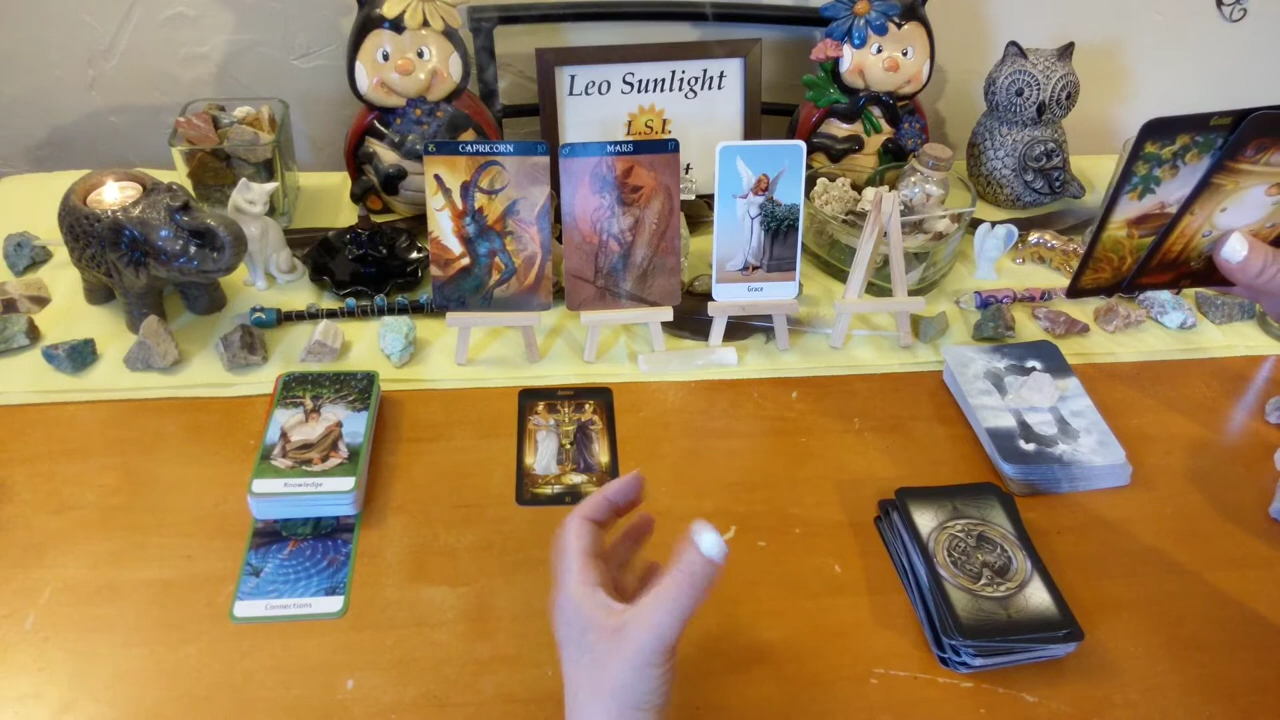 Leo Sunlight
L.S.I.
CAPRICORN 10
MARS 17
Grace
Knowledge
Connections